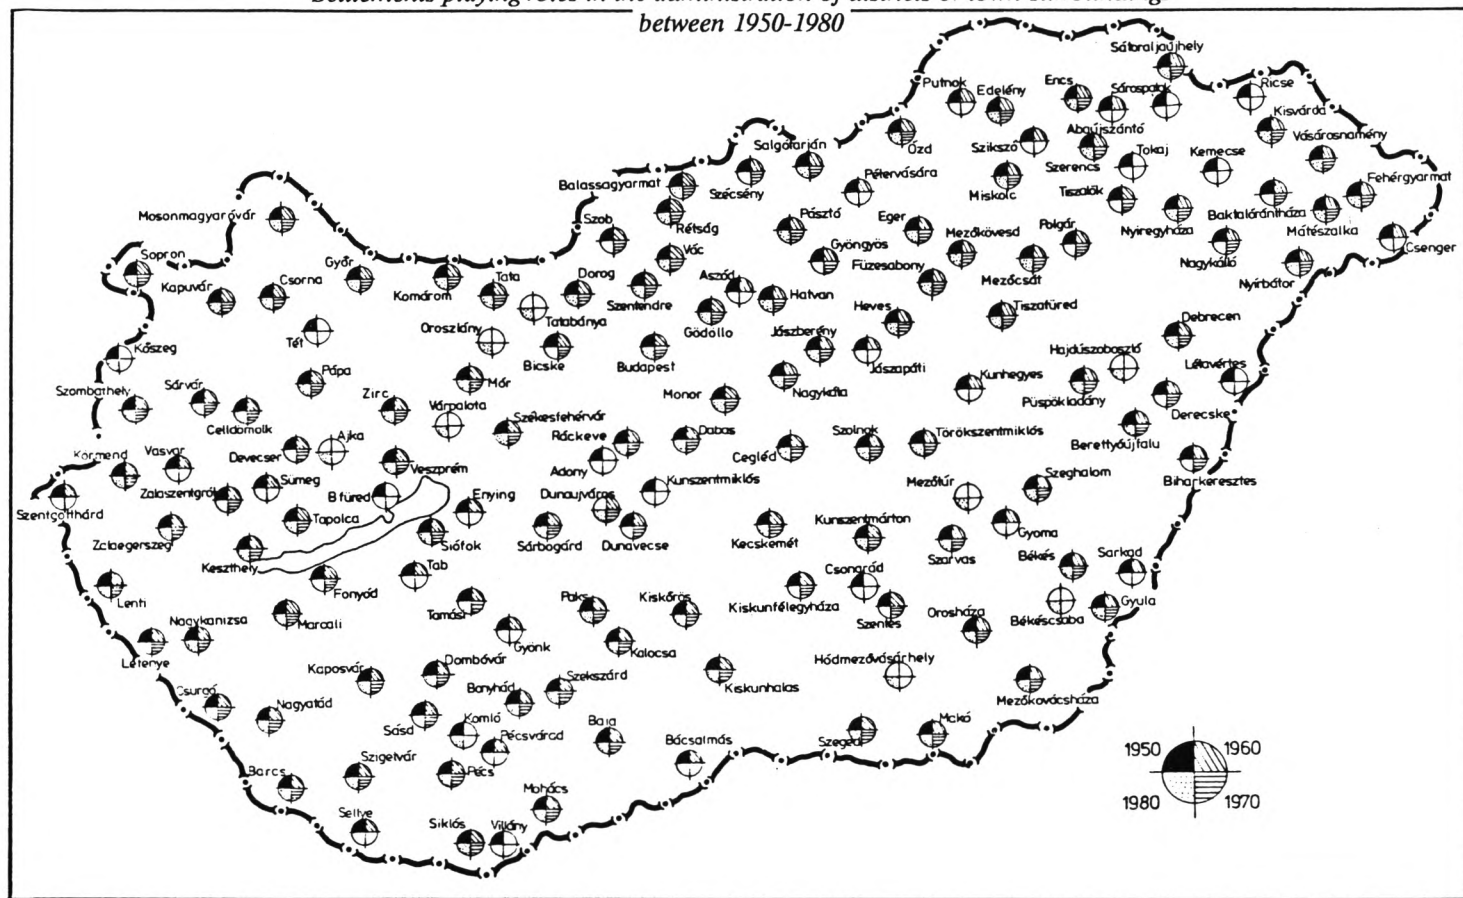 between 1950-1980
Sátoraljaújhely
Putnok
Edelény
Encs
Sárospatak
Ricse
Kisvárda
Ózd
Szikszó
Abaújszántó
Vásárosnamény
Salgótarján
Szerencs
Tokaj
Kemecse
Balassagyarmat
Szécsény
Pétervására
Miskolc
Tiszalök
Fehérgyarmat
Mosonmagyaróvár
Szob
Rétság
Pásztó
Eger
Mezőkövesd
Polgár
Nyíregyháza
Baktalórántháza
Mátészalka
Csenger
Sopron
Vác
Gyöngyös
Füzesabony
Mezőcsát
Nagykálló
Nyírbátor
Kapuvár
Csorna
Győr
Komárom
Tata
Dorog
Szentendre
Aszód
Hatvan
Heves
Tiszafüred
Tatabánya
Gödöllo
Jászberény
Debrecen
Tét
Oroszlány
Bicske
Budapest
Jászapáti
Hajdúszoboszló
Kőszeg
Létavértes
Pápa
Mór
Nagykáta
Kunhegyes
Püspökladány
Derecske
Szombathely
Sárvár
Celldömölk
Zirc
Várpalota
Székesfehérvár
Monor
Berettyóújfalu
Ráckeve
Dabas
Cegléd
Szolnok
Törökszentmiklós
Körmend
Vasvár
Devecser
Ajka
Veszprém
Adony
Biharkeresztes
Szentgotthárd
Zalaszentgrót
Sümeg
B.füred
Enying
Dunaujváros
Kunszentmiklós
Mezőtúr
Szeghalom
Zalaegerszeg
Tapolca
Siófok
Sárbogárd
Dunavecse
Kecskemét
Kunszentmárton
Szarvas
Gyoma
Keszthely
Tab
Békés
Sarkad
Lenti
Fonyód
Csongrád
Kiskunfélegyháza
Szentes
Orosháza
Békéscsaba
Gyula
Nagykanizsa
Marcali
Tamási
Paks
Kiskőrös
Letenye
Gyönk
Kalocsa
Kaposvár
Dombóvár
Bonyhád
Szekszárd
Kiskunhalas
Hódmezővásárhely
Mezőkovácsháza
Csurgó
Nagyatád
Sásd
Komló
Pécsvárad
Baja
Bácsalmás
Szeged
Makó
Barcs
Szigetvár
Pécs
Mohács
Sellye
Siklós
Villány
1950 1960
1980 1970